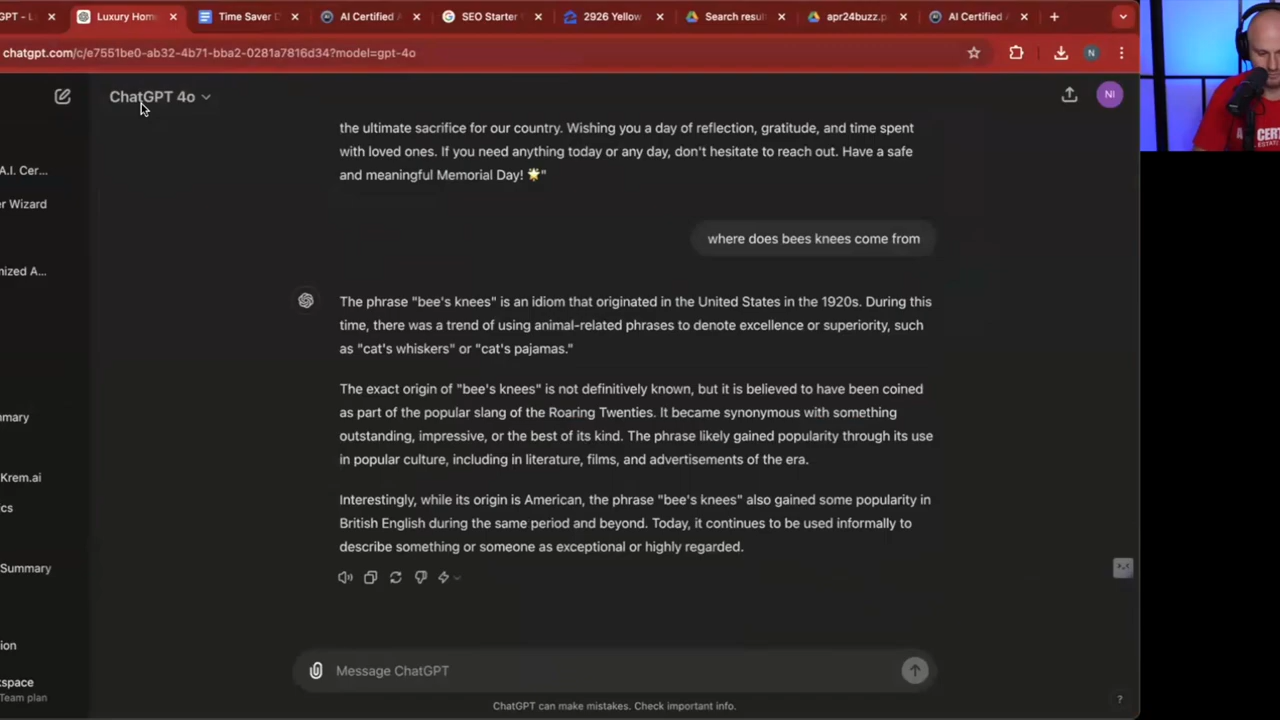 GPT -
Luxury Hom
Time Saver D
AI Certified
SEO Starter
2926 Yellow
Search resu
apr24buzz.p
AI Certified
chatgpt.com/c/e7551be0-ab32-4b71-bba2-0281a7816d34?model=gpt-4o
N
ChatGPT 4o
NI
the ultimate sacrifice for our country. Wishing you a day of reflection, gratitude, and time spent
with loved ones. If you need anything today or any day, don't hesitate to reach out. Have a safe
and meaningful Memorial Day! 🌟"
A.I. Cer...
er Wizard
mized A...
mmary
Krem.ai
cs
Summary
ion
space
Team plan
where does bees knees come from
The phrase "bee's knees" is an idiom that originated in the United States in the 1920s. During this
time, there was a trend of using animal-related phrases to denote excellence or superiority, such
as "cat's whiskers" or "cat's pajamas."
The exact origin of "bee's knees" is not definitively known, but it is believed to have been coined
as part of the popular slang of the Roaring Twenties. It became synonymous with something
outstanding, impressive, or the best of its kind. The phrase likely gained popularity through its use
in popular culture, including in literature, films, and advertisements of the era.
Interestingly, while its origin is American, the phrase "bee's knees" also gained some popularity in
British English during the same period and beyond. Today, it continues to be used informally to
describe something or someone as exceptional or highly regarded.
Message ChatGPT
ChatGPT can make mistakes. Check important info.
?